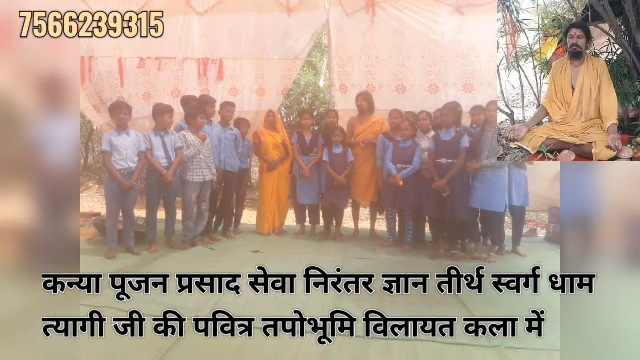 7566239315
कन्या पूजन प्रसाद सेवा निरंतर ज्ञान तीर्थ स्वर्ग धाम
त्यागी जी की पवित्र तपोभूमि विलायत कला में